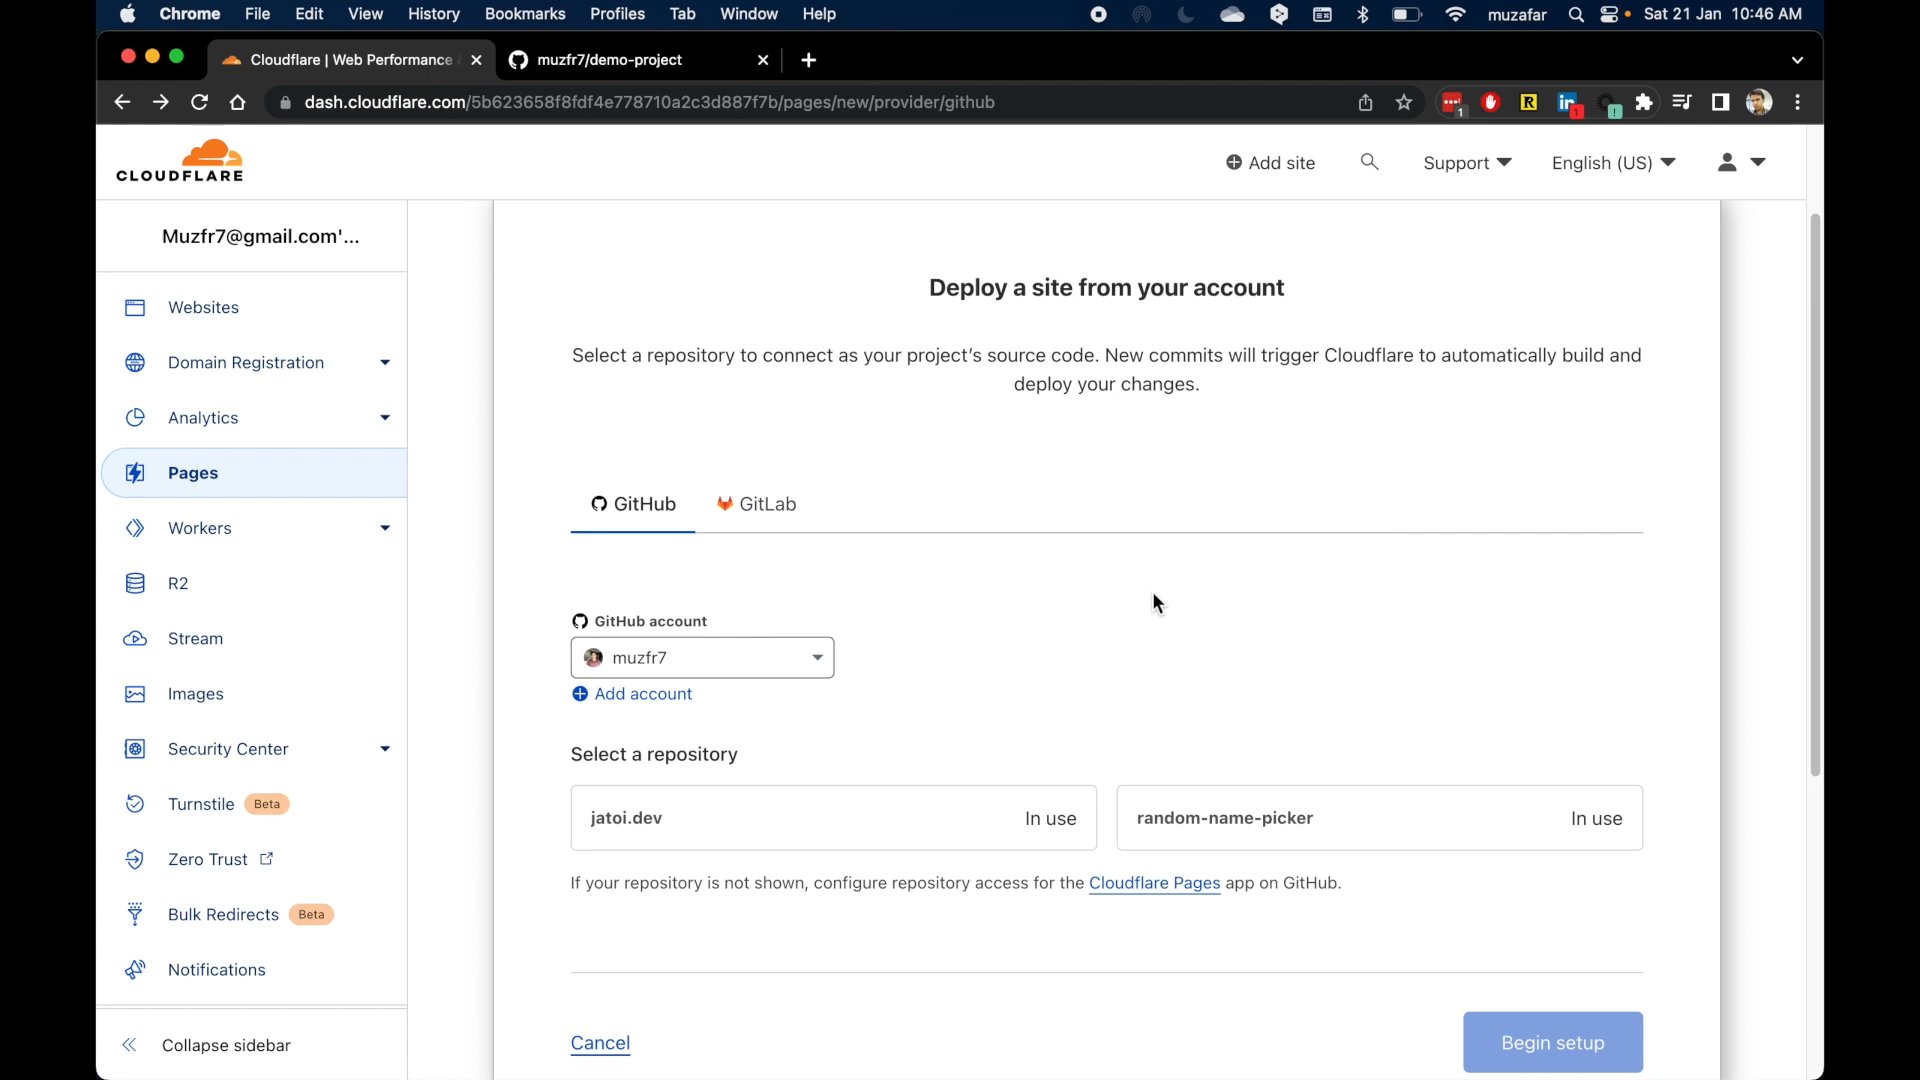 Chrome File Edit View History Bookmarks Profiles Tab Window Help muzafar Sat 21 Jan 10:46 AM
Cloudflare | Web Performance muzfr7/demo-project
dash.cloudflare.com/5b623658f8fdf4e778710a2c3d887f7b/pages/new/provider/github
CLOUDFLARE
Add site Support English (US)
Muzfr7@gmail.com'...
Websites
Domain Registration
Analytics
Pages
Workers
R2
Stream
Images
Security Center
Turnstile Beta
Zero Trust
Bulk Redirects Beta
Notifications
Collapse sidebar
Deploy a site from your account
Select a repository to connect as your project's source code. New commits will trigger Cloudflare to automatically build and
deploy your changes.
GitHub GitLab
GitHub account
muzfr7
Add account
Select a repository
jatoi.dev In use random-name-picker In use
If your repository is not shown, configure repository access for the Cloudflare Pages app on GitHub.
Cancel Begin setup